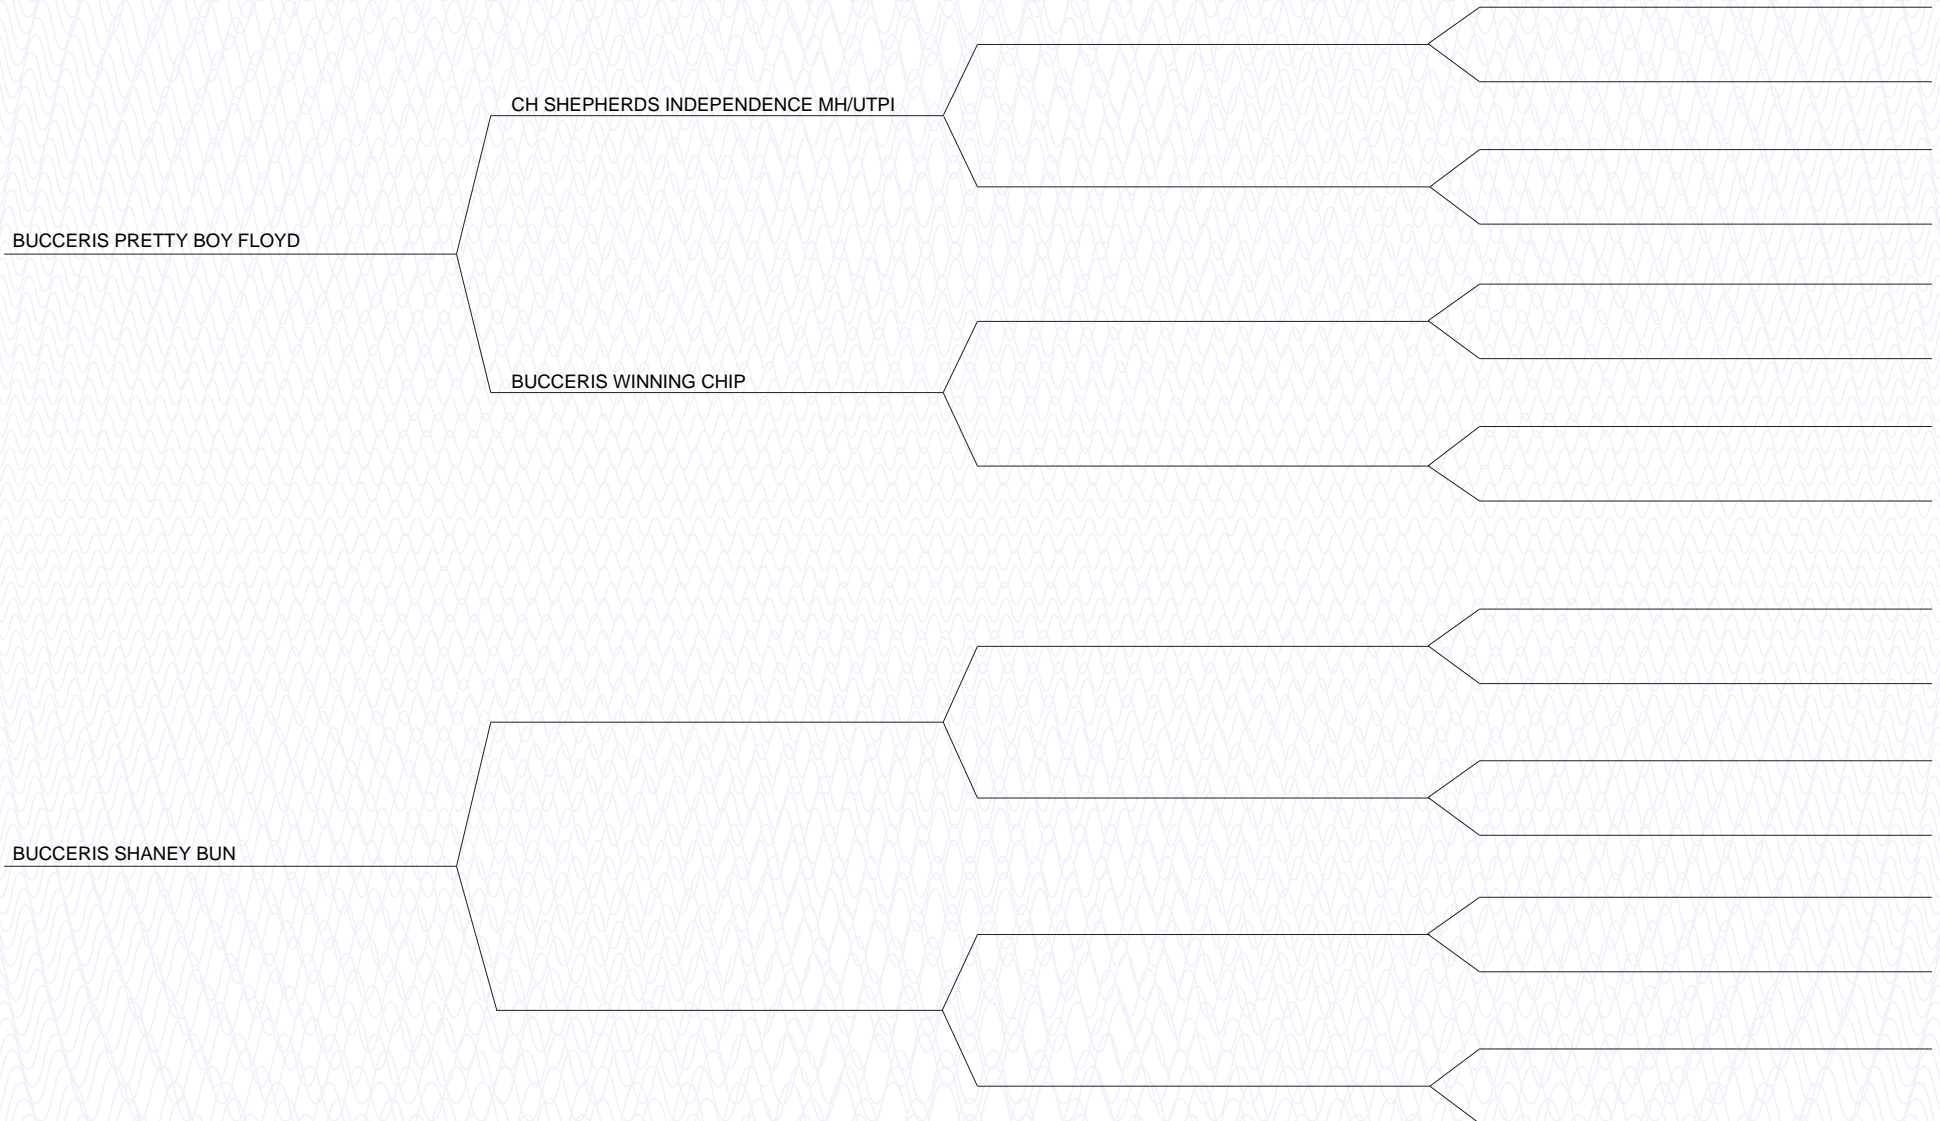 CH SHEPHERDS INDEPENDENCE MH/UTPI
BUCCERIS PRETTY BOY FLOYD
BUCCERIS WINNING CHIP
BUCCERIS SHANEY BUN